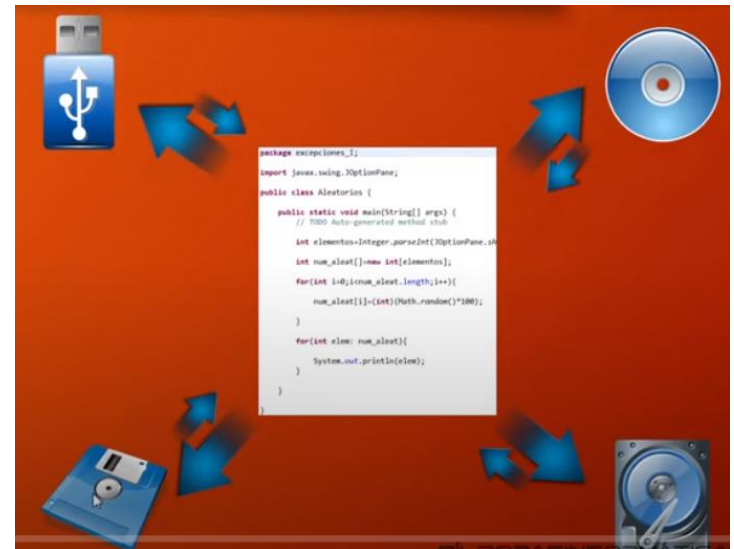 package excepciones_I;
import javax.swing.JOptionPane;
public class Aleatorios {
public static void main(String[] args) {
// TODO Auto-generated method stub
int elementos=Integer.parseInt(JOptionPane.sh
int num_aleat[]=new int[elementos];
for(int i=0;i<num_aleat.length;i++){
num_aleat[i]=(int)(Math.random()*100);
}
for(int elem: num_aleat){
System.out.println(elem);
}
}
}